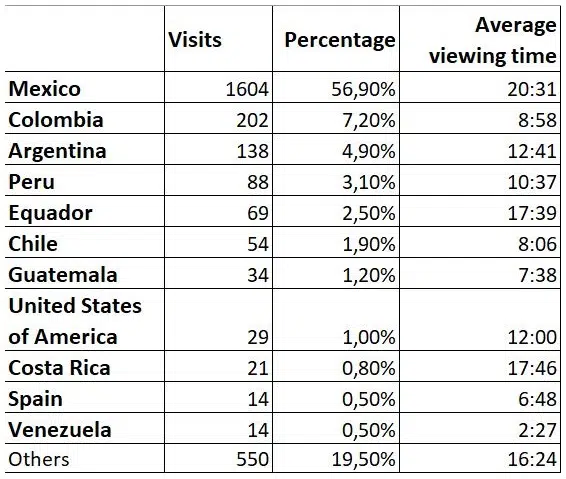 Visits Percentage Average viewing time
Mexico 1604 56,90% 20:31
Colombia 202 7,20% 8:58
Argentina 138 4,90% 12:41
Peru 88 3,10% 10:37
Equador 69 2,50% 17:39
Chile 54 1,90% 8:06
Guatemala 34 1,20% 7:38
United States
of America 29 1,00% 12:00
Costa Rica 21 0,80% 17:46
Spain 14 0,50% 6:48
Venezuela 14 0,50% 2:27
Others 550 19,50% 16:24